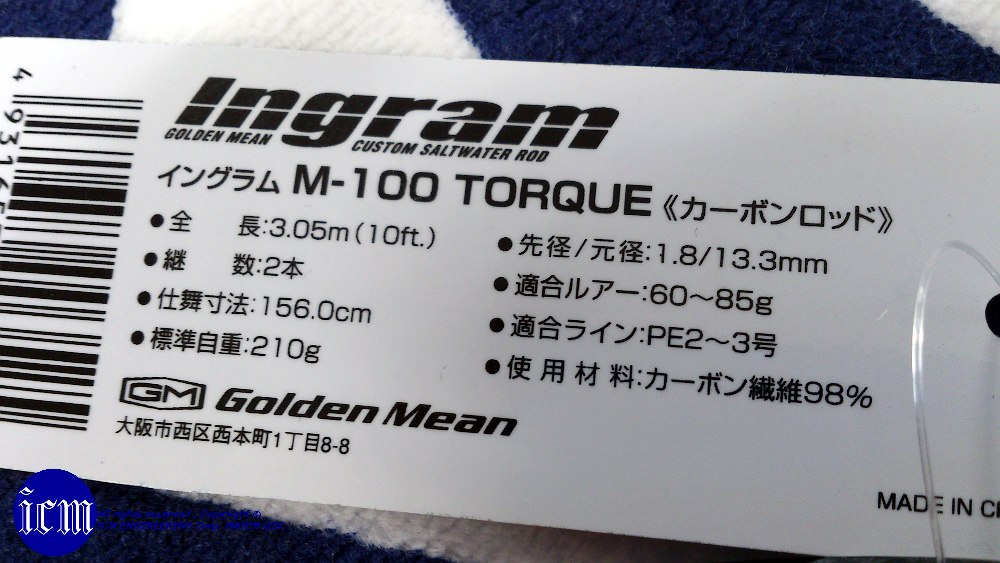 Ingram
GOLDEN MEAN CUSTOM SALTWATER ROD
イングラム M-100 TORQUE 《カーボンロッド》
●全　長:3.05m(10ft.)
●継　数:2本
●仕舞寸法:156.0cm
●標準自重:210g
●先径/元径:1.8/13.3mm
●適合ルアー:60〜85g
●適合ライン:PE2〜3号
●使用材料:カーボン繊維98%
GM Golden Mean
大阪市西区西本町1丁目8-8
MADE IN
4 9316
icm